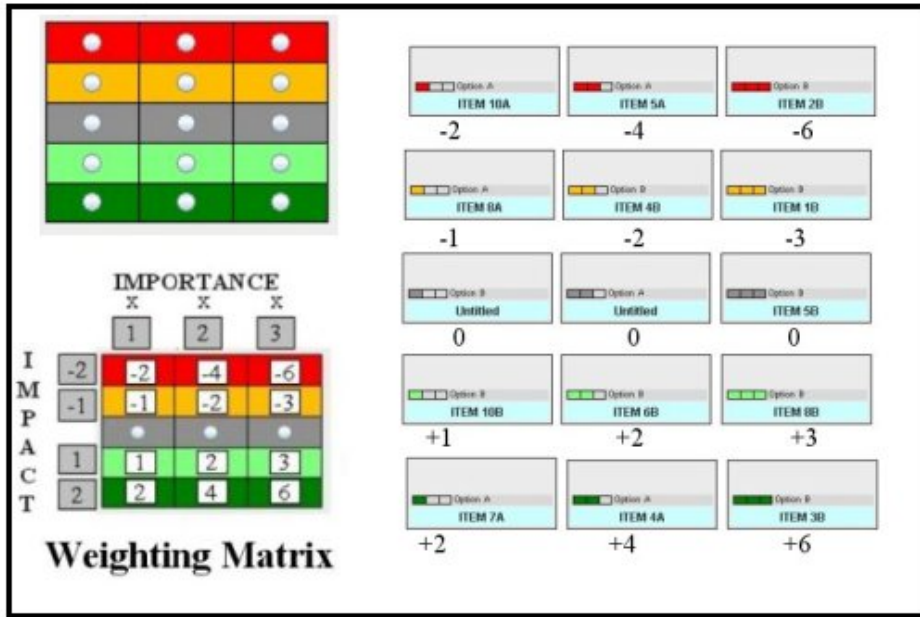 IMPORTANCE
X X X
1 2 3
IMPACT
-2 -2 -4 -6
-1 -1 -2 -3
1 1 2 3
2 2 4 6
Weighting Matrix
Option A Option A Option B
ITEM 10A ITEM 5A ITEM 2B
-2 -4 -6
Option A Option B Option B
ITEM 8A ITEM 4B ITEM 1B
-1 -2 -3
Option B Option A Option B
Untitled Untitled ITEM 5B
0 0 0
Option B Option B Option B
ITEM 10B ITEM 6B ITEM 8B
+1 +2 +3
Option A Option A Option B
ITEM 7A ITEM 4A ITEM 3B
+2 +4 +6